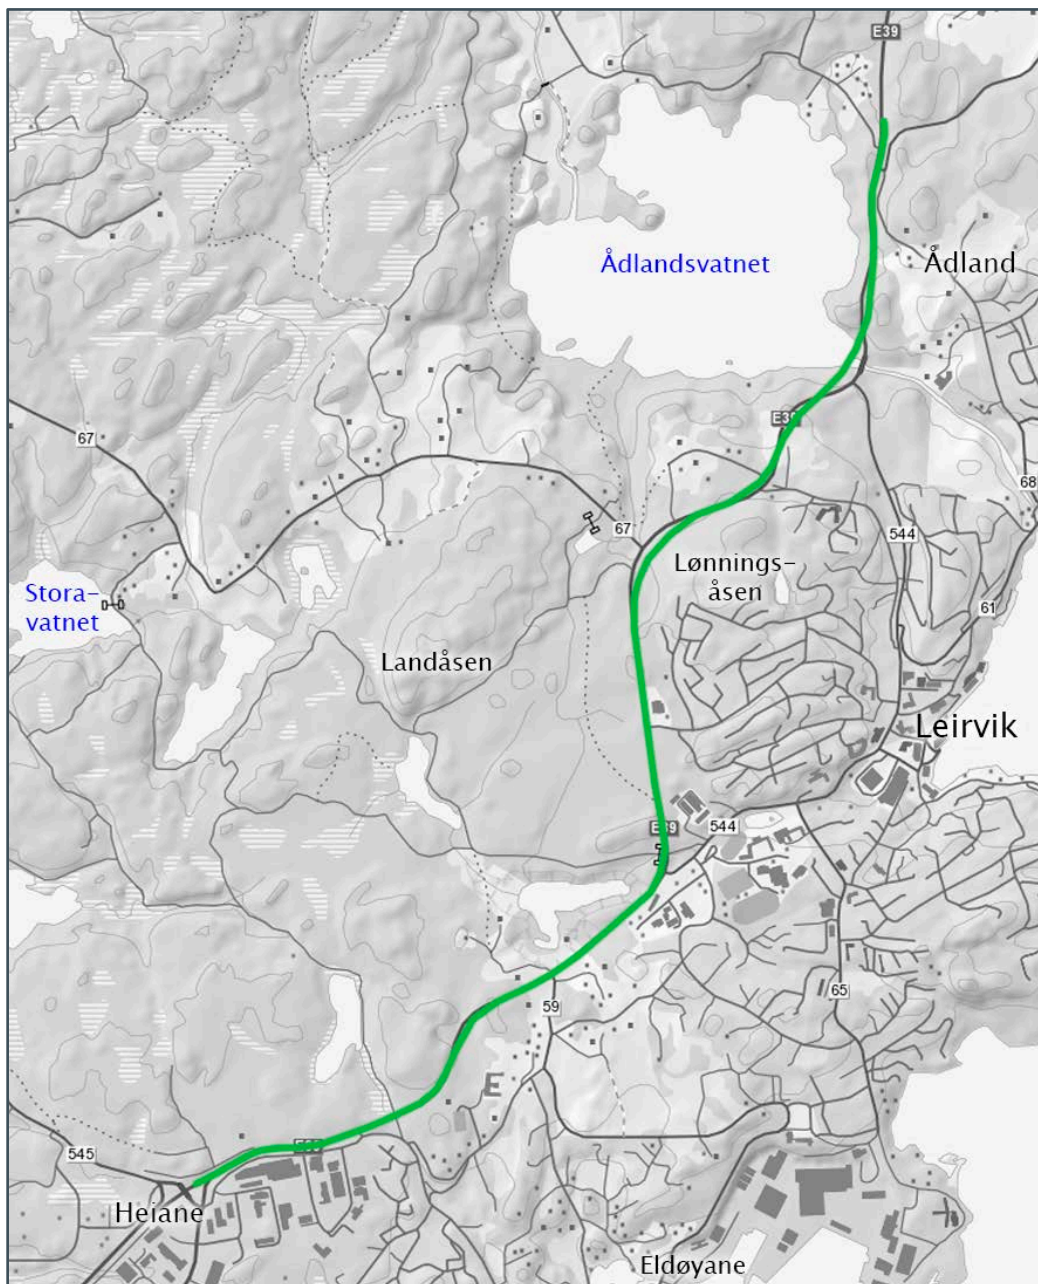 E39
Ådlandsvatnet
Ådland
E39
67
68
67
544
Lønnings-
åsen
Stora-
vatnet
61
Landåsen
Leirvik
E39
544
65
59
E
545
Heiane
Eldøyane